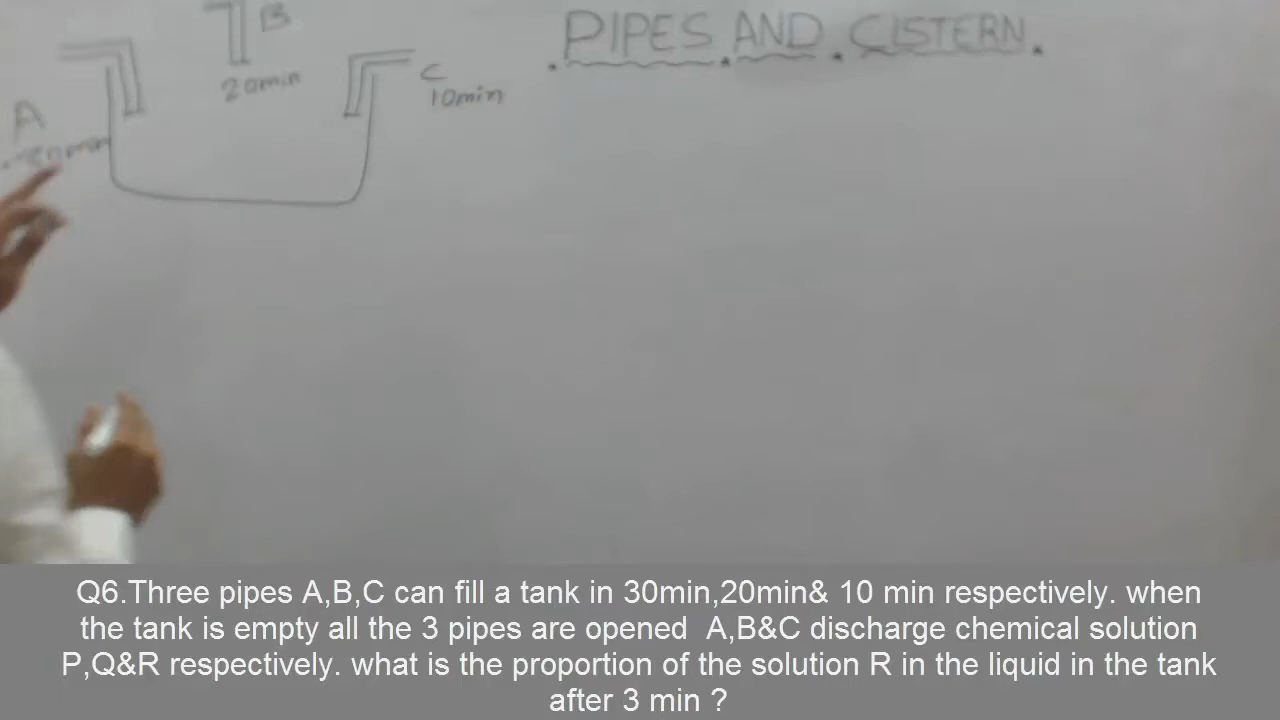 PIPES AND CISTERN.
B
20min
C
10min
A
30min
Q6.Three pipes A,B,C can fill a tank in 30min,20min& 10 min respectively. when
the tank is empty all the 3 pipes are opened A,B&C discharge chemical solution
P,Q&R respectively. what is the proportion of the solution R in the liquid in the tank
after 3 min ?